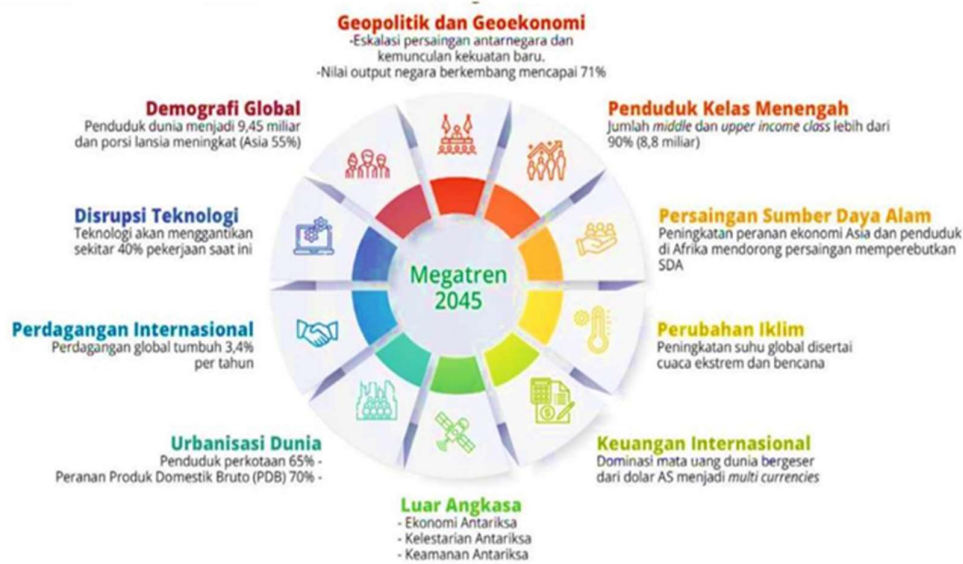 Geopolitik dan Geoekonomi
-Eskalasi persaingan antarnegara dan
kemunculan kekuatan baru.
-Nilai output negara berkembang mencapai 71%
Demografi Global
Penduduk dunia menjadi 9,45 miliar
dan porsi lansia meningkat (Asia 55%)
Penduduk Kelas Menengah
Jumlah middle dan upper income class lebih dari
90% (8,8 miliar)
Disrupsi Teknologi
Teknologi akan menggantikan
sekitar 40% pekerjaan saat ini
Persaingan Sumber Daya Alam
Peningkatan peranan ekonomi Asia dan penduduk
di Afrika mendorong persaingan memperebutkan
SDA
Megatren
2045
Perdagangan Internasional
Perdagangan global tumbuh 3,4%
per tahun
Perubahan Iklim
Peningkatan suhu global disertai
cuaca ekstrem dan bencana
Urbanisasi Dunia
Penduduk perkotaan 65% -
Peranan Produk Domestik Bruto (PDB) 70% -
Keuangan Internasional
Dominasi mata uang dunia bergeser
dari dolar AS menjadi multi currencies
Luar Angkasa
- Ekonomi Antariksa
- Kelestarian Antariksa
- Keamanan Antariksa